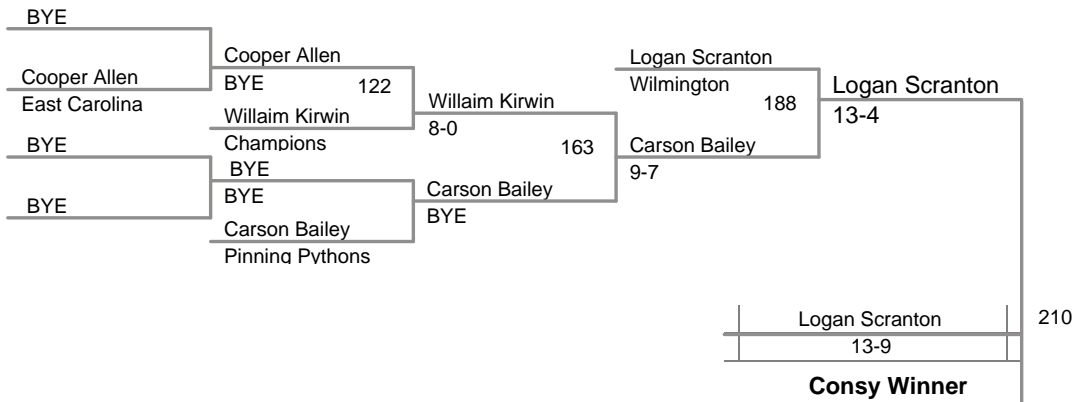 BYE
Cooper Allen
East Carolina
BYE
BYE
Cooper Allen
BYE
122
Willaim Kirwin
Champions
BYE
BYE
Carson Bailey
Pinning Pythons
Willaim Kirwin
8-0
163
Carson Bailey
BYE
Logan Scranton
Wilmington
188
Carson Bailey
9-7
Logan Scranton
13-4
210
Logan Scranton
13-9
Consy Winner